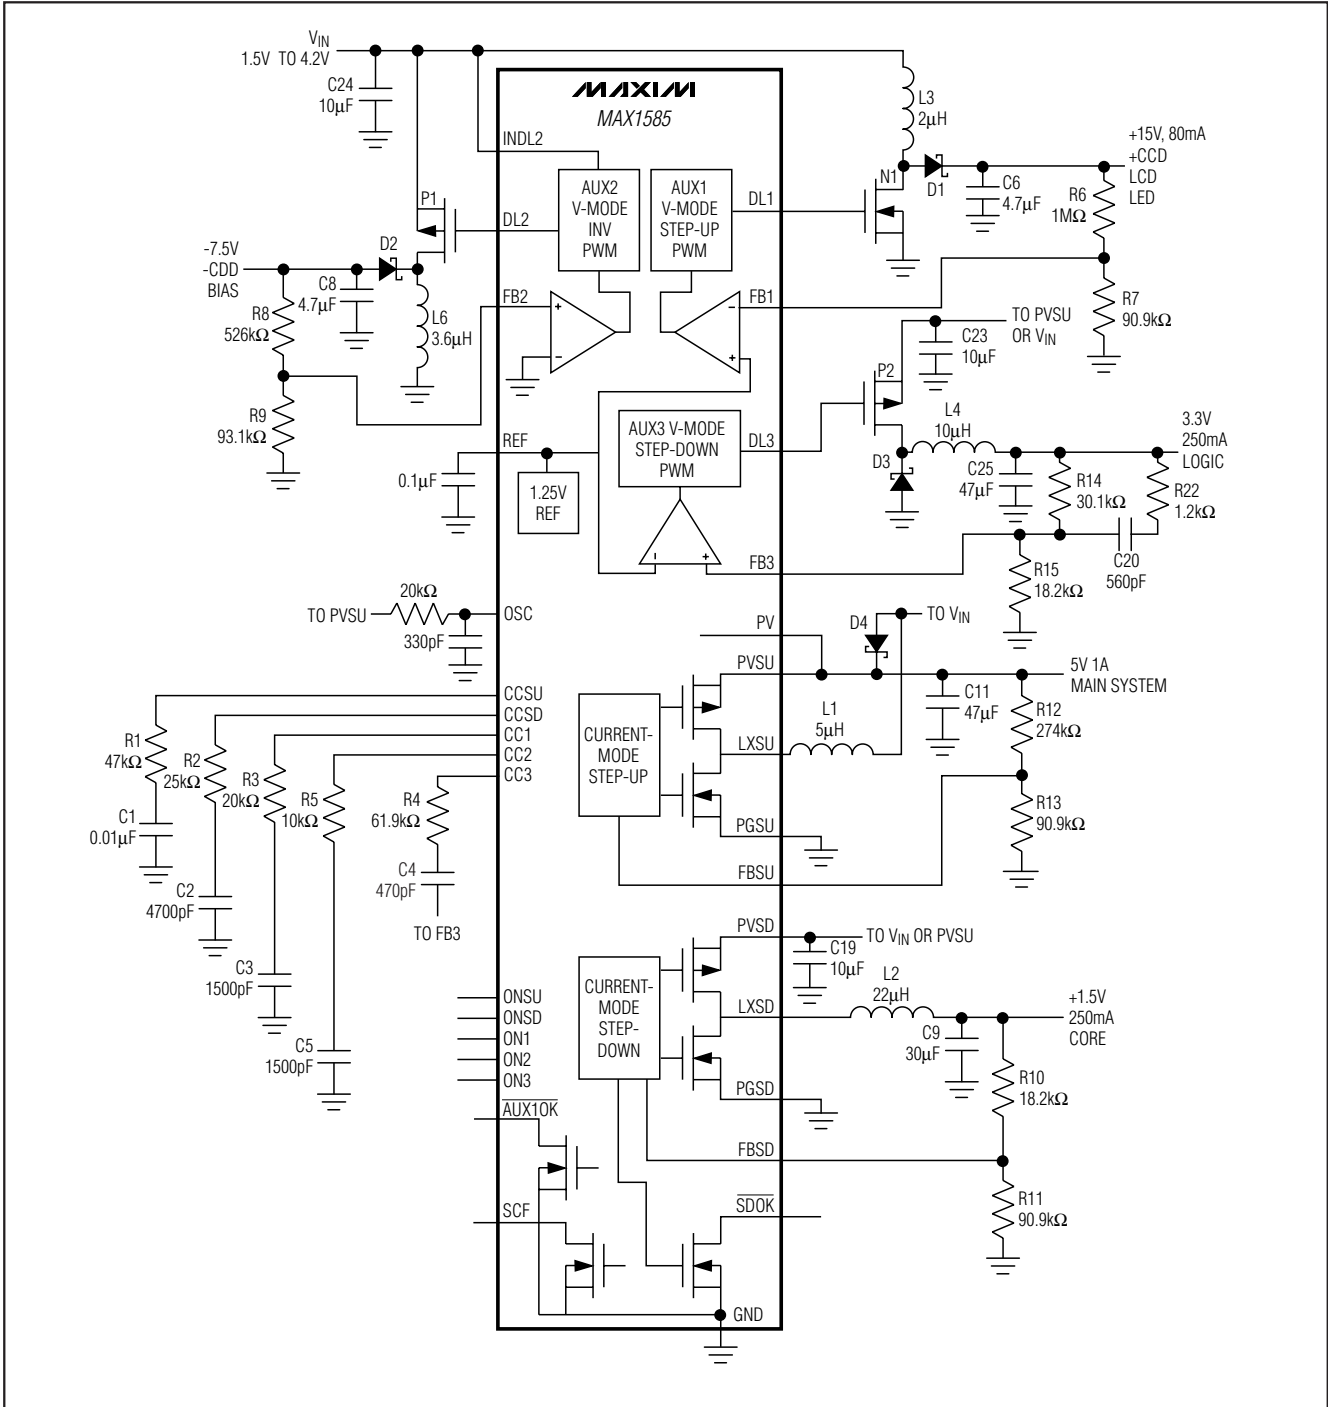 VIN
1.5V TO 4.2V
C24
10µF
MAXIM
MAX1585
L3
2µH
+15V, 80mA
+CCD
LCD
LED
INDL2
AUX2
V-MODE
INV
PWM
AUX1
V-MODE
STEP-UP
PWM
DL1
N1
D1
C6
4.7µF
R6
1MΩ
P1
DL2
-7.5V
-CDD
BIAS
D2
C8
4.7µF
R8
526kΩ
L6
3.6µH
FB2
+
–
FB1
–
+
R7
90.9kΩ
TO PVSU
OR VIN
C23
10µF
P2
R9
93.1kΩ
REF
0.1µF
1.25V
REF
AUX3 V-MODE
STEP-DOWN
PWM
DL3
L4
10µH
3.3V
250mA
LOGIC
D3
C25
47µF
R14
30.1kΩ
R22
1.2kΩ
–
+
FB3
C20
560pF
R15
18.2kΩ
20kΩ
TO PVSU
OSC
330pF
PV
D4
TO VIN
PVSU
5V 1A
MAIN SYSTEM
C11
47µF
R12
274kΩ
CCSU
CCSD
CC1
CC2
CC3
CURRENT-
MODE
STEP-UP
LXSU
L1
5µH
R1
47kΩ
R2
25kΩ
R3
20kΩ
R5
10kΩ
R4
61.9kΩ
R13
90.9kΩ
PGSU
C1
0.01µF
C4
470pF
FBSU
C2
4700pF
TO FB3
PVSD
TO VIN OR PVSU
C19
10µF
C3
1500pF
CURRENT-
MODE
STEP-
DOWN
LXSD
L2
22µH
+1.5V
250mA
CORE
ONSU
ONSD
ON1
ON2
ON3
C9
30µF
C5
1500pF
R10
18.2kΩ
PGSD
AUX1OK
FBSD
R11
90.9kΩ
SCF
SDOK
GND